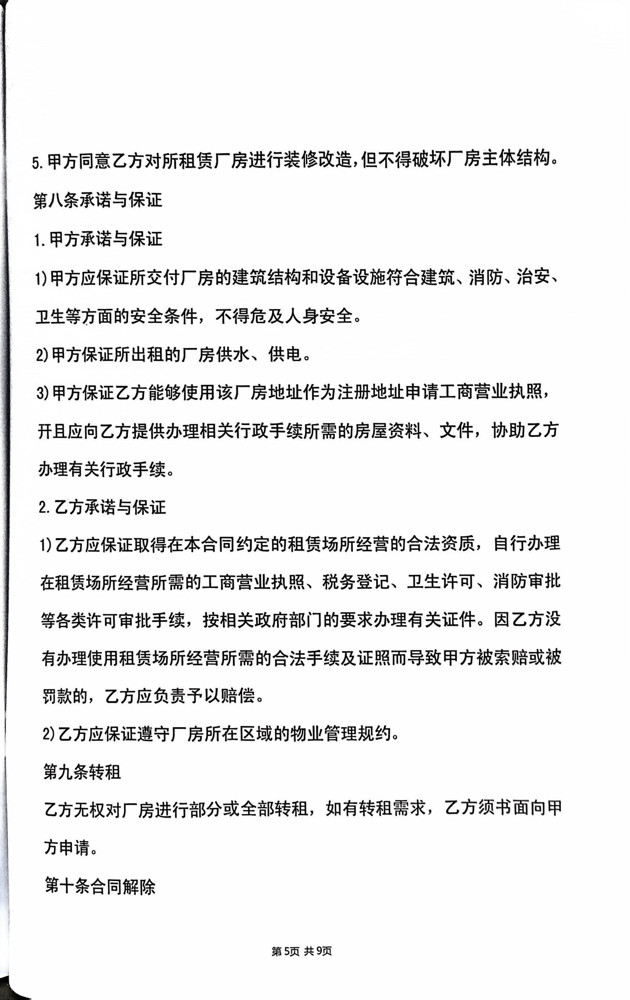 5.甲方同意乙方对所租赁厂房进行装修改造,但不得破坏厂房主体结构。
第八条承诺与保证
1.甲方承诺与保证
1)甲方应保证所交付厂房的建筑结构和设备设施符合建筑、消防、治安、
卫生等方面的安全条件，不得危及人身安全。
2)甲方保证所出租的厂房供水、供电。
3)甲方保证乙方能够使用该厂房地址作为注册地址申请工商营业执照，
开且应向乙方提供办理相关行政手续所需的房屋资料、文件，协助乙方
办理有关行政手续。
2.乙方承诺与保证
1)乙方应保证取得在本合同约定的租赁场所经营的合法资质，自行办理
在租赁场所经营所需的工商营业执照、税务登记、卫生许可、消防审批
等各类许可审批手续，按相关政府部门的要求办理有关证件。因乙方没
有办理使用租赁场所经营所需的合法手续及证照而导致甲方被索赔或被
罚款的，乙方应负责予以赔偿。
2)乙方应保证遵守厂房所在区域的物业管理规约。
第九条转租
乙方无权对厂房进行部分或全部转租，如有转租需求，乙方须书面向甲
方申请。
第十条合同解除
第5页 共9页